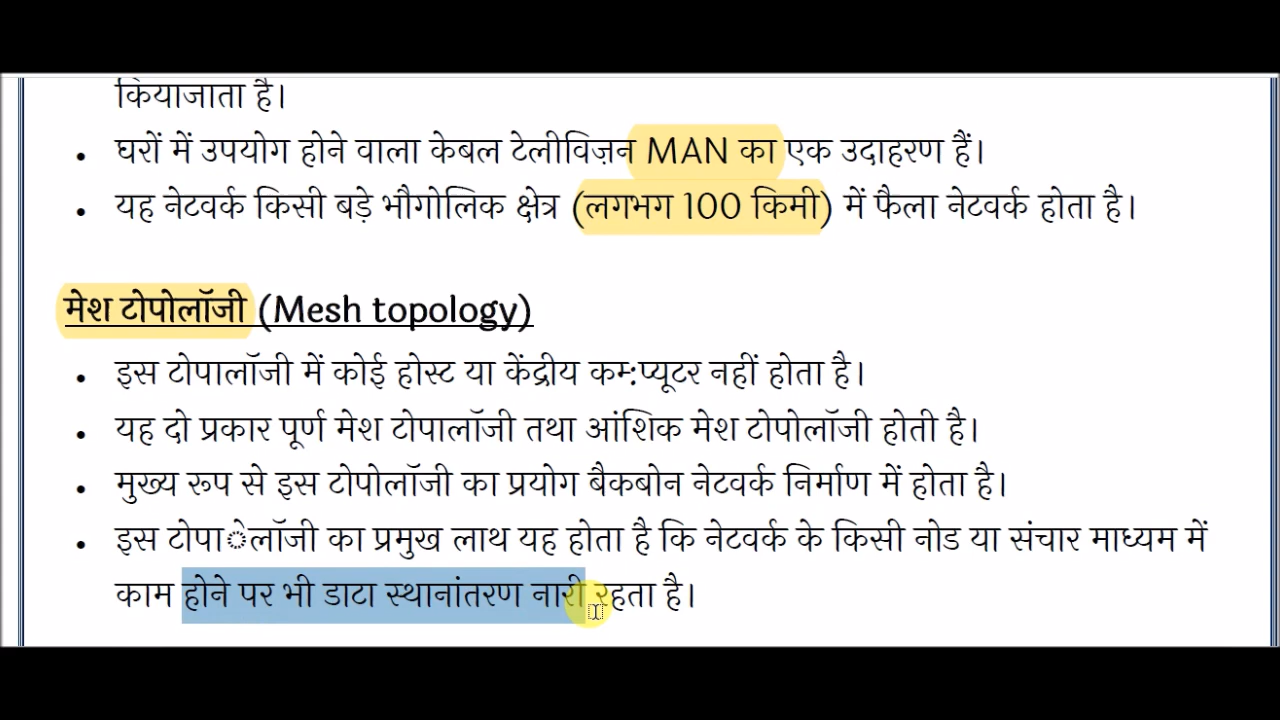 कियाजाता है।
• घरों में उपयोग होने वाला केबल टेलीविज़न MAN का एक उदाहरण हैं।
• यह नेटवर्क किसी बड़े भौगोलिक क्षेत्र (लगभग 100 किमी) में फैला नेटवर्क होता है।
मेश टोपोलॉजी (Mesh topology)
• इस टोपालॉजी में कोई होस्ट या केंद्रीय कम्:प्यूटर नहीं होता है।
• यह दो प्रकार पूर्ण मेश टोपालॉजी तथा आंशिक मेश टोपोलॉजी होती है।
• मुख्य रूप से इस टोपोलॉजी का प्रयोग बैकबोन नेटवर्क निर्माण में होता है।
• इस टोपाेलॉजी का प्रमुख लाथ यह होता है कि नेटवर्क के किसी नोड या संचार माध्यम में
काम होने पर भी डाटा स्थानांतरण नारी रहता है।